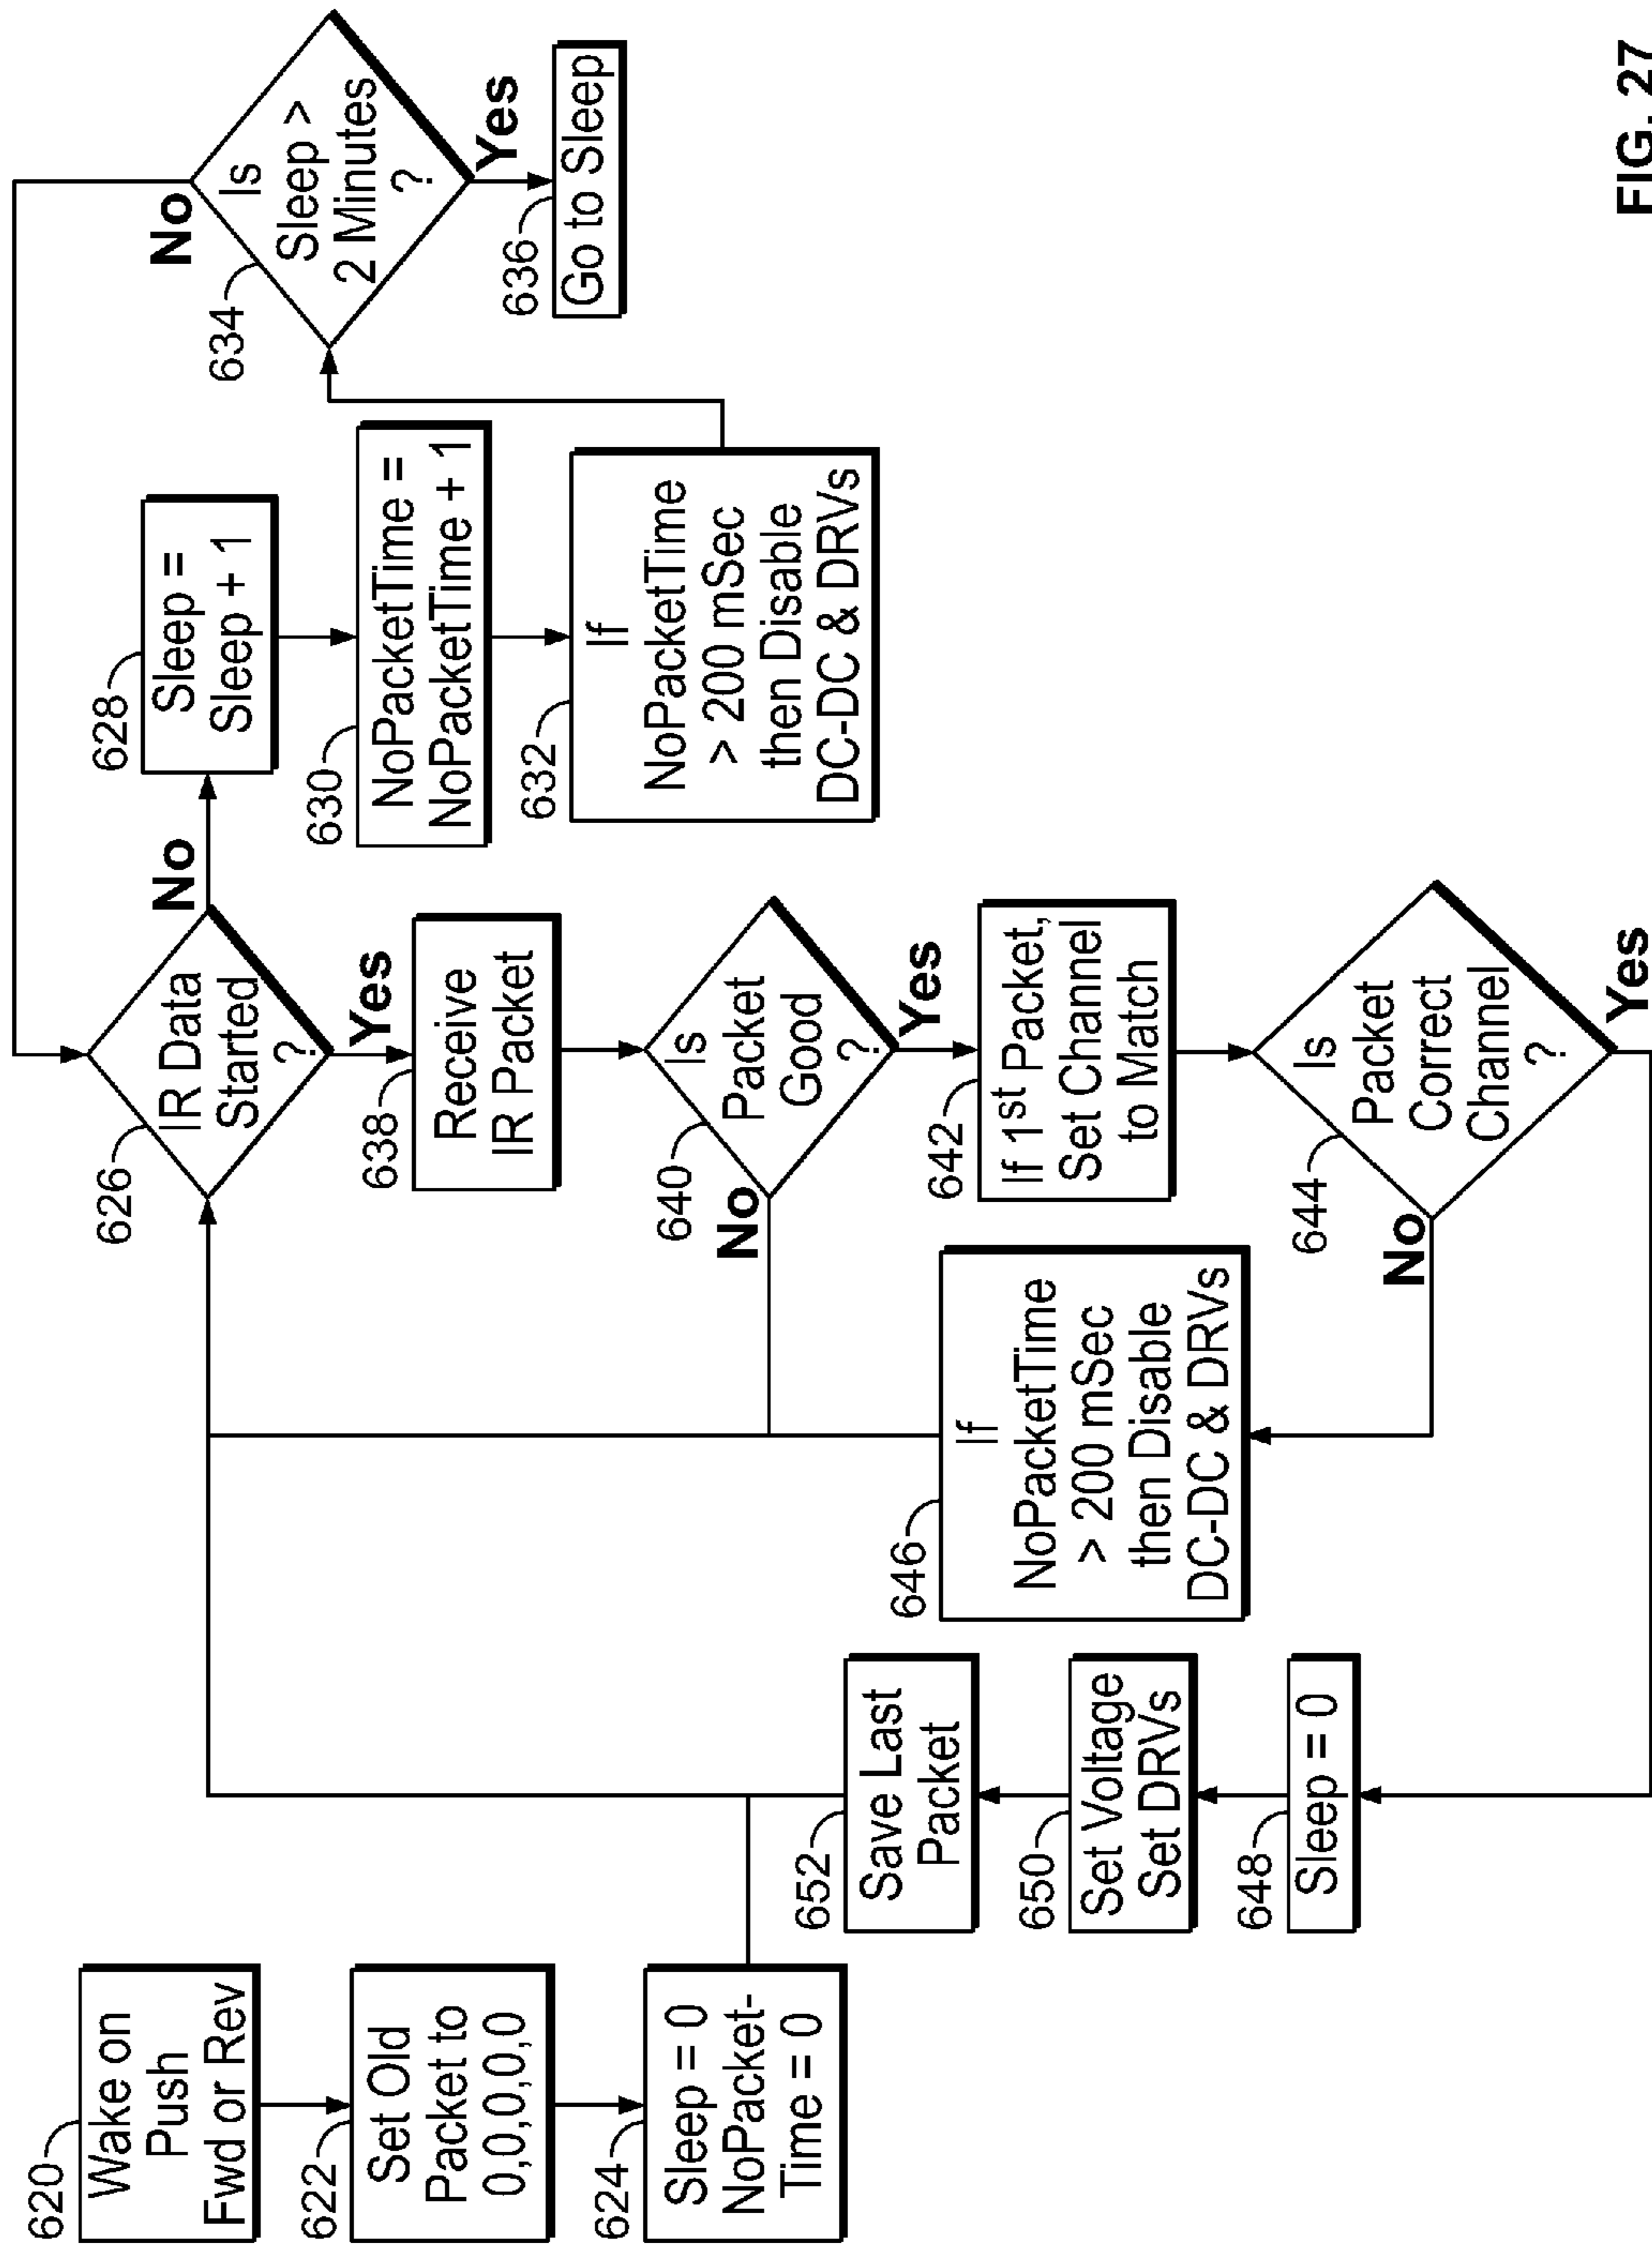 620
Wake on
Push
Fwd or Rev
622
Set Old
Packet to
0,0,0,0,0
624
Sleep = 0
NoPacket-
Time = 0
626
IR Data
Started
?
No
Yes
628
Sleep =
Sleep + 1
630
NoPacketTime =
NoPacketTime + 1
632
If
NoPacketTime
> 200 mSec
then Disable
DC-DC & DRVs
634
Is
Sleep >
2 Minutes
?
No
Yes
636
Go to Sleep
638
Receive
IR Packet
640
Is
Packet
Good
?
No
Yes
642
If 1st Packet,
Set Channel
to Match
644
Is
Packet
Correct
Channel
?
No
Yes
646
If
NoPacketTime
> 200 mSec
then Disable
DC-DC & DRVs
648
Sleep = 0
650
Set Voltage
Set DRVs
652
Save Last
Packet
FIG. 27